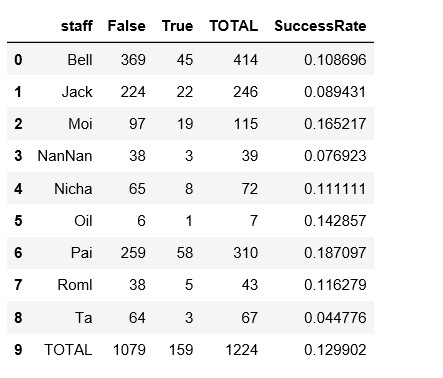 staff False True TOTAL SuccessRate
0 Bell 369 45 414 0.108696
1 Jack 224 22 246 0.089431
2 Moi 97 19 115 0.165217
3 NanNan 38 3 39 0.076923
4 Nicha 65 8 72 0.111111
5 Oil 6 1 7 0.142857
6 Pai 259 58 310 0.187097
7 Roml 38 5 43 0.116279
8 Ta 64 3 67 0.044776
9 TOTAL 1079 159 1224 0.129902